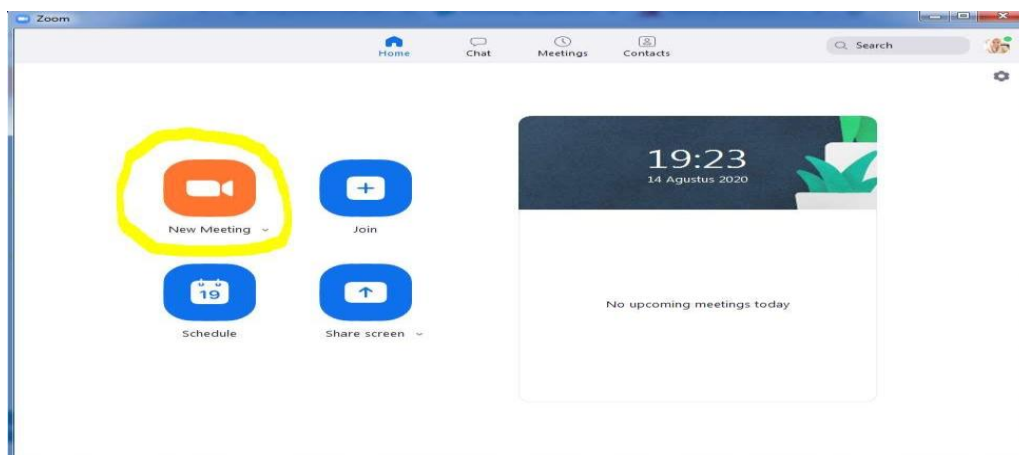 Zoom
Home
Chat
Meetings
Contacts
Search
19:23
14 Agustus 2020
New Meeting
Join
19
Schedule
Share screen
No upcoming meetings today